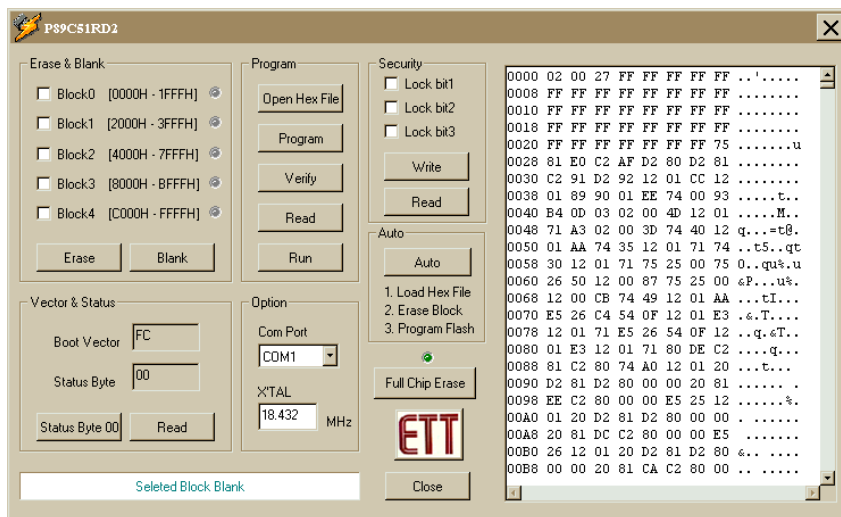 P89C51RD2
Erase & Blank
Block0 [0000H - 1FFFH]
Block1 [2000H - 3FFFH]
Block2 [4000H - 7FFFH]
Block3 [8000H - BFFFH]
Block4 [C000H - FFFFH]
Erase Blank
Program
Open Hex File
Program
Verify
Read
Run
Security
Lock bit1
Lock bit2
Lock bit3
Write
Read
Auto
Auto
1. Load Hex File
2. Erase Block
3. Program Flash
Vector & Status
Boot Vector FC
Status Byte 00
Status Byte 00 Read
Option
Com Port
COM1
X'TAL
18.432 MHz
Full Chip Erase
ETT
Close
Seleted Block Blank
0000 02 00 27 FF FF FF FF FF ..'.....
0008 FF FF FF FF FF FF FF FF ........
0010 FF FF FF FF FF FF FF FF ........
0018 FF FF FF FF FF FF FF FF ........
0020 FF FF FF FF FF FF FF 75 .......u
0028 81 E0 C2 AF D2 80 D2 81 ........
0030 C2 91 D2 92 12 01 CC 12 ........
0038 01 89 90 01 EE 74 00 93 .....t..
0040 B4 0D 03 02 00 4D 12 01 .....M..
0048 71 A3 02 00 3D 74 40 12 q...=t@.
0050 01 AA 74 35 12 01 71 74 ..t5..qt
0058 30 12 01 71 75 25 00 75 0..qu%.u
0060 26 50 12 00 87 75 25 00 &P...u%.
0068 12 00 CB 74 49 12 01 AA ...tI...
0070 E5 26 C4 54 0F 12 01 E3 .&.T....
0078 12 01 71 E5 26 54 0F 12 ..q.&T..
0080 01 E3 12 01 71 80 DE C2 ....q...
0088 81 C2 80 74 A0 12 01 20 ...t... 
0090 D2 81 D2 80 00 00 20 81 ...... .
0098 EE C2 80 00 00 E5 25 12 ......%.
00A0 01 20 D2 81 D2 80 00 00 . ......
00A8 20 81 DC C2 80 00 00 E5 .......
00B0 26 12 01 20 D2 81 D2 80 &.. ....
00B8 00 00 20 81 CA C2 80 00 .. .....